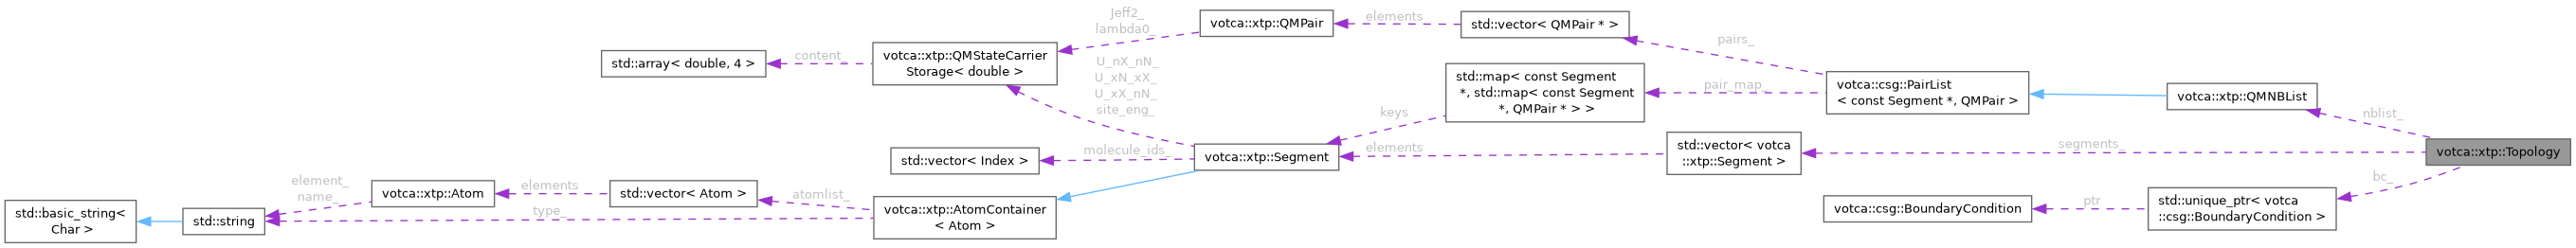 std::basic_string<
Char >
std::string
element_
name_
type_
votca::xtp::Atom
elements
std::vector< Atom >
atomlist_
std::array< double, 4 >
content_
votca::xtp::QMStateCarrier
Storage< double >
std::vector< Index >
molecule_ids_
votca::xtp::AtomContainer
< Atom >
Jeff2_
lambda0_
U_nX_nN_
U_xN_xX_
U_xX_nN_
site_eng_
votca::xtp::QMPair
elements
std::vector< QMPair * >
votca::xtp::Segment
keys
elements
std::map< const Segment
*, std::map< const Segment
*, QMPair * > >
std::vector< votca
::xtp::Segment >
pairs_
pair_map_
votca::csg::PairList
< const Segment *, QMPair >
votca::csg::BoundaryCondition
ptr
votca::xtp::QMNBList
segments_
std::unique_ptr< votca
::csg::BoundaryCondition >
nblist_
bc_
votca::xtp::Topology